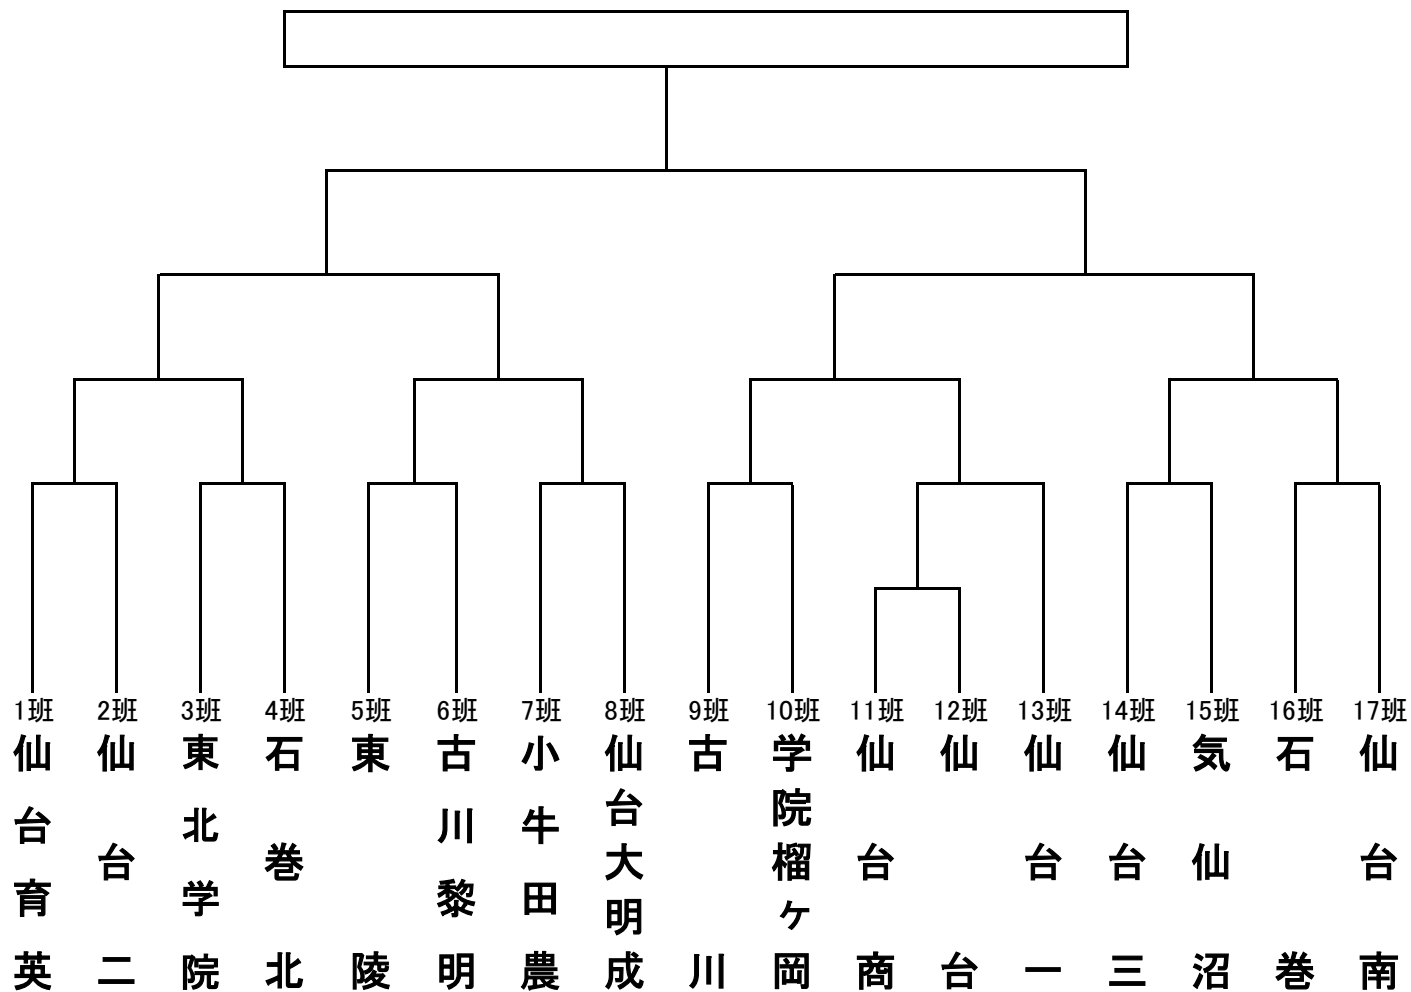 1班 2班 3班 4班 5班 6班 7班 8班 9班 10班 11班 12班 13班 14班 15班 16班 17班
仙台育英
仙台二
東北学院
石巻北
東陵
古川黎明
小牛田農
仙台大明成
古川
学院榴ヶ岡
仙台商
仙台
仙台一
仙台三
気仙沼
石巻
仙台南